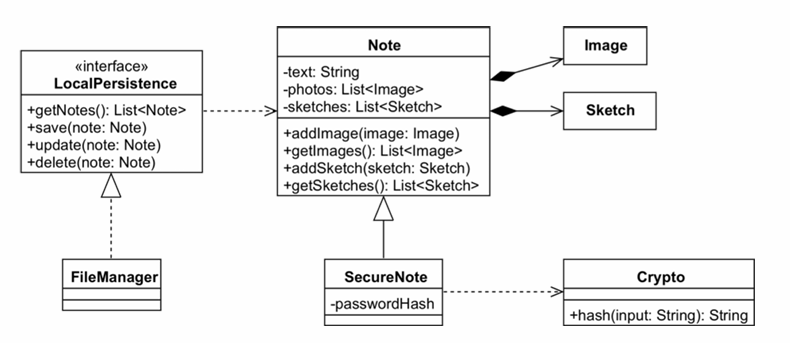 «interface»
LocalPersistence
+getNotes(): List<Note>
+save(note: Note)
+update(note: Note)
+delete(note: Note)
Note
-text: String
-photos: List<Image>
-sketches: List<Sketch>
+addImage(image: Image)
+getImages(): List<Image>
+addSketch(sketch: Sketch)
+getSketches(): List<Sketch>
Image
Sketch
FileManager
SecureNote
-passwordHash
Crypto
+hash(input: String): String